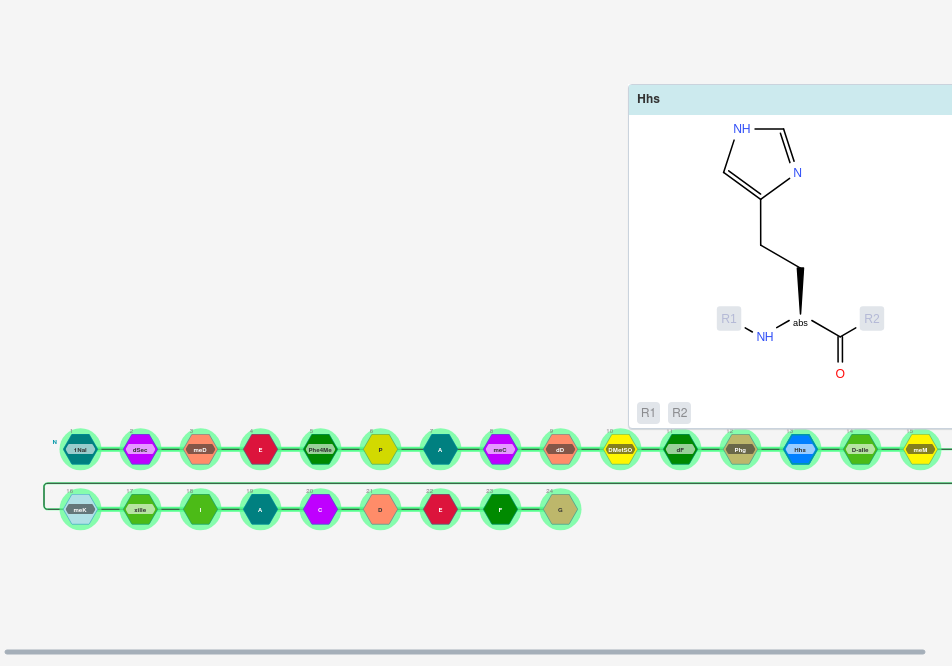 Hhs
NH
N
R1
abs
R2
NH
O
R1 R2
1 2 3 4 5 6 7 8 9 10 11 12 13 14 15
N 1Nal dSec meD E Phe4Me P A meC dD DMetSO dF Phg Hhs D-aIle meM
16 17 18 19 20 21 22 23 24
meK I A C D E F G